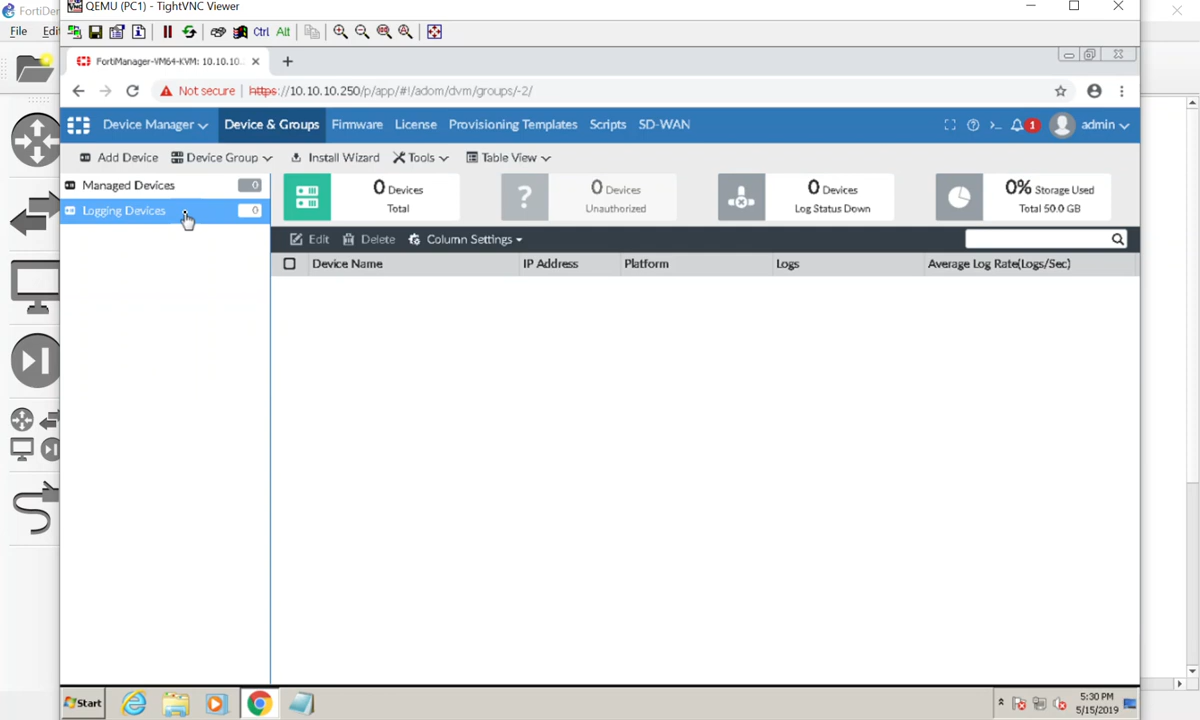 FortiDer
QEMU (PC1) - TightVNC Viewer
File Edi
Ctrl Alt
FortiManager-VM64-KVM: 10.10.10.
Not secure https://10.10.10.250/p/app/#!/adom/dvm/groups/-2/
Device Manager Device & Groups Firmware License Provisioning Templates Scripts SD-WAN 1 admin
Add Device Device Group Install Wizard Tools Table View
Managed Devices 0
Logging Devices 0
0 Devices
Total
0 Devices
Unauthorized
0 Devices
Log Status Down
0% Storage Used
Total 50.0 GB
Edit Delete Column Settings
Device Name IP Address Platform Logs Average Log Rate(Logs/Sec)
Start
5:30 PM
5/15/2019